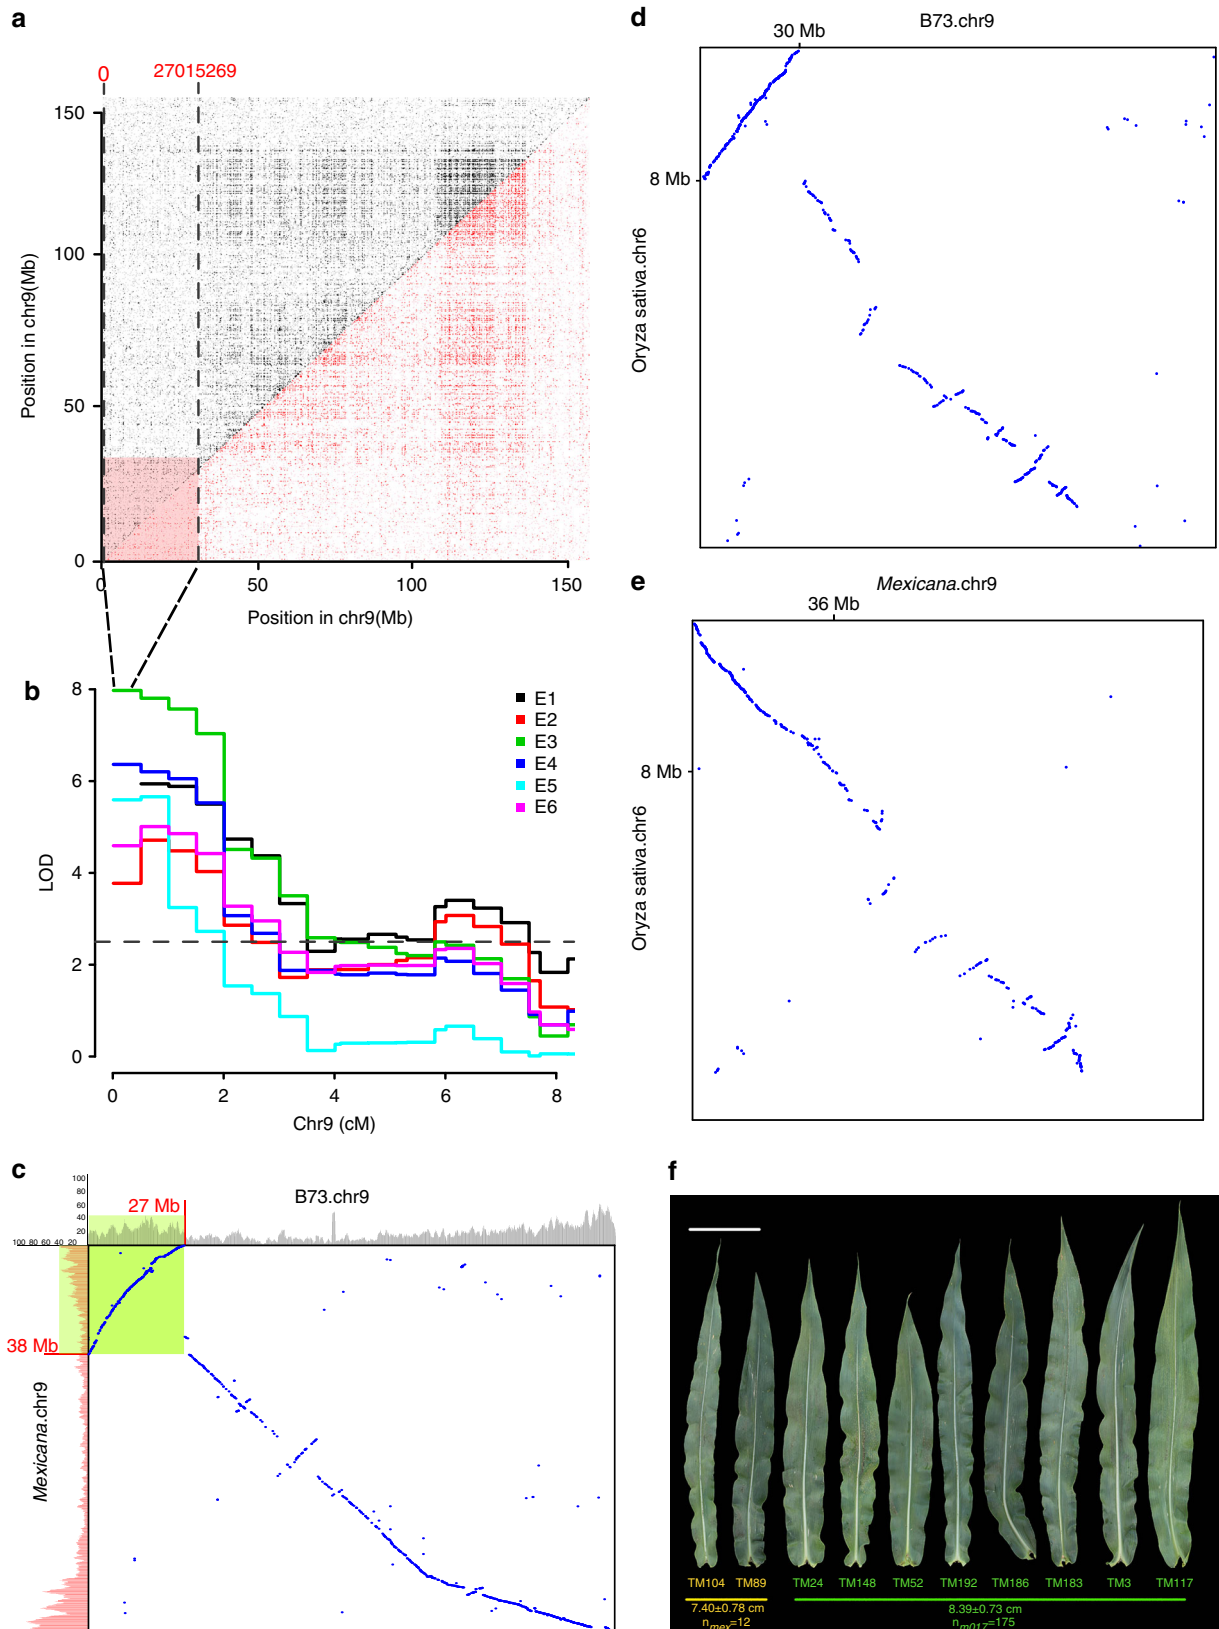 a
0
27015269
150
100
50
0
Position in chr9(Mb)
0
50
100
150
Position in chr9(Mb)
b
8
6
4
2
0
LOD
E1
E2
E3
E4
E5
E6
0
2
4
6
8
Chr9 (cM)
c
B73.chr9
27 Mb
100
80
60
40
20
100 80 60 40 20
38 Mb
Mexicana.chr9
d
B73.chr9
30 Mb
8 Mb
Oryza sativa.chr6
e
Mexicana.chr9
36 Mb
8 Mb
Oryza sativa.chr6
f
TM104 TM89 TM24 TM148 TM52 TM192 TM186 TM183 TM3 TM117
7.40±0.78 cm
nmex=12
8.39±0.73 cm
nm017=175